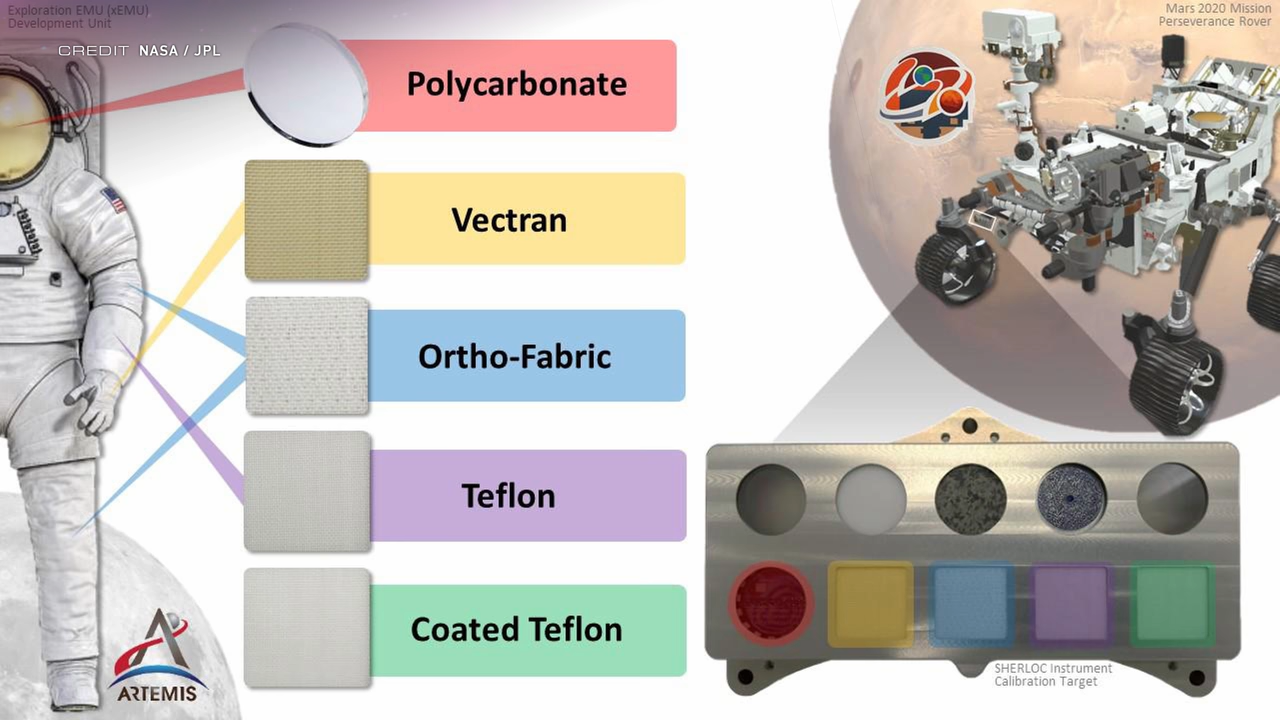 Exploration EMU (xEMU)
Development Unit
CREDIT NASA / JPL
Mars 2020 Mission
Perseverance Rover
Polycarbonate
Vectran
Ortho-Fabric
Teflon
Coated Teflon
ARTEMIS
SHERLOC Instrument
Calibration Target